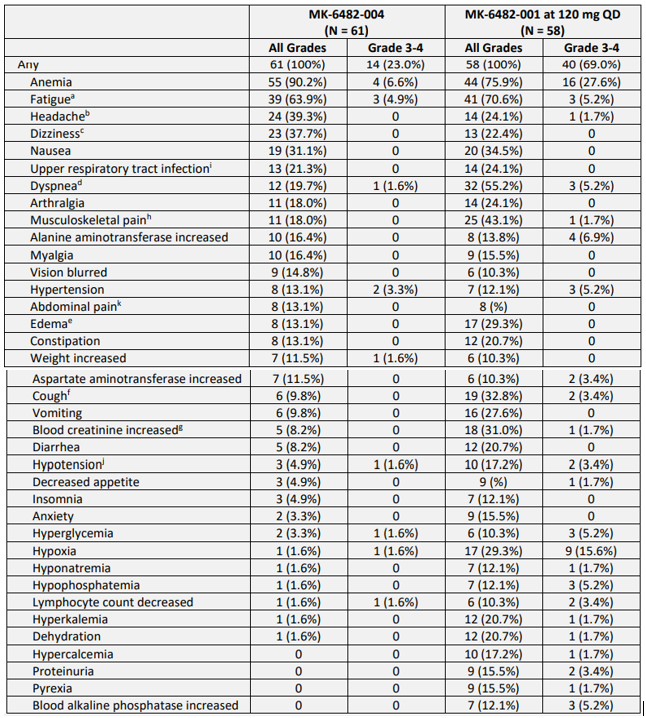 MK-6482-004 MK-6482-001 at 120 mg QD
(N = 61) (N = 58)
All Grades Grade 3-4 All Grades Grade 3-4
Any 61 (100%) 14 (23.0%) 58 (100%) 40 (69.0%)
Anemia 55 (90.2%) 4 (6.6%) 44 (75.9%) 16 (27.6%)
Fatigueᵃ 39 (63.9%) 3 (4.9%) 41 (70.6%) 3 (5.2%)
Headacheᵇ 24 (39.3%) 0 14 (24.1%) 1 (1.7%)
Dizzinessᶜ 23 (37.7%) 0 13 (22.4%) 0
Nausea 19 (31.1%) 0 20 (34.5%) 0
Upper respiratory tract infectionⁱ 13 (21.3%) 0 14 (24.1%) 0
Dyspneaᵈ 12 (19.7%) 1 (1.6%) 32 (55.2%) 3 (5.2%)
Arthralgia 11 (18.0%) 0 14 (24.1%) 0
Musculoskeletal painʰ 11 (18.0%) 0 25 (43.1%) 1 (1.7%)
Alanine aminotransferase increased 10 (16.4%) 0 8 (13.8%) 4 (6.9%)
Myalgia 10 (16.4%) 0 9 (15.5%) 0
Vision blurred 9 (14.8%) 0 6 (10.3%) 0
Hypertension 8 (13.1%) 2 (3.3%) 7 (12.1%) 3 (5.2%)
Abdominal painᵏ 8 (13.1%) 0 8 (%) 0
Edemaᵉ 8 (13.1%) 0 17 (29.3%) 0
Constipation 8 (13.1%) 0 12 (20.7%) 0
Weight increased 7 (11.5%) 1 (1.6%) 6 (10.3%) 0
Aspartate aminotransferase increased 7 (11.5%) 0 6 (10.3%) 2 (3.4%)
Coughᶠ 6 (9.8%) 0 19 (32.8%) 2 (3.4%)
Vomiting 6 (9.8%) 0 16 (27.6%) 0
Blood creatinine increasedᵍ 5 (8.2%) 0 18 (31.0%) 1 (1.7%)
Diarrhea 5 (8.2%) 0 12 (20.7%) 0
Hypotensionʲ 3 (4.9%) 1 (1.6%) 10 (17.2%) 2 (3.4%)
Decreased appetite 3 (4.9%) 0 9 (%) 1 (1.7%)
Insomnia 3 (4.9%) 0 7 (12.1%) 0
Anxiety 2 (3.3%) 0 9 (15.5%) 0
Hyperglycemia 2 (3.3%) 1 (1.6%) 6 (10.3%) 3 (5.2%)
Hypoxia 1 (1.6%) 1 (1.6%) 17 (29.3%) 9 (15.6%)
Hyponatremia 1 (1.6%) 0 7 (12.1%) 1 (1.7%)
Hypophosphatemia 1 (1.6%) 0 7 (12.1%) 3 (5.2%)
Lymphocyte count decreased 1 (1.6%) 1 (1.6%) 6 (10.3%) 2 (3.4%)
Hyperkalemia 1 (1.6%) 0 12 (20.7%) 1 (1.7%)
Dehydration 1 (1.6%) 0 12 (20.7%) 1 (1.7%)
Hypercalcemia 0 0 10 (17.2%) 1 (1.7%)
Proteinuria 0 0 9 (15.5%) 2 (3.4%)
Pyrexia 0 0 9 (15.5%) 1 (1.7%)
Blood alkaline phosphatase increased 0 0 7 (12.1%) 3 (5.2%)